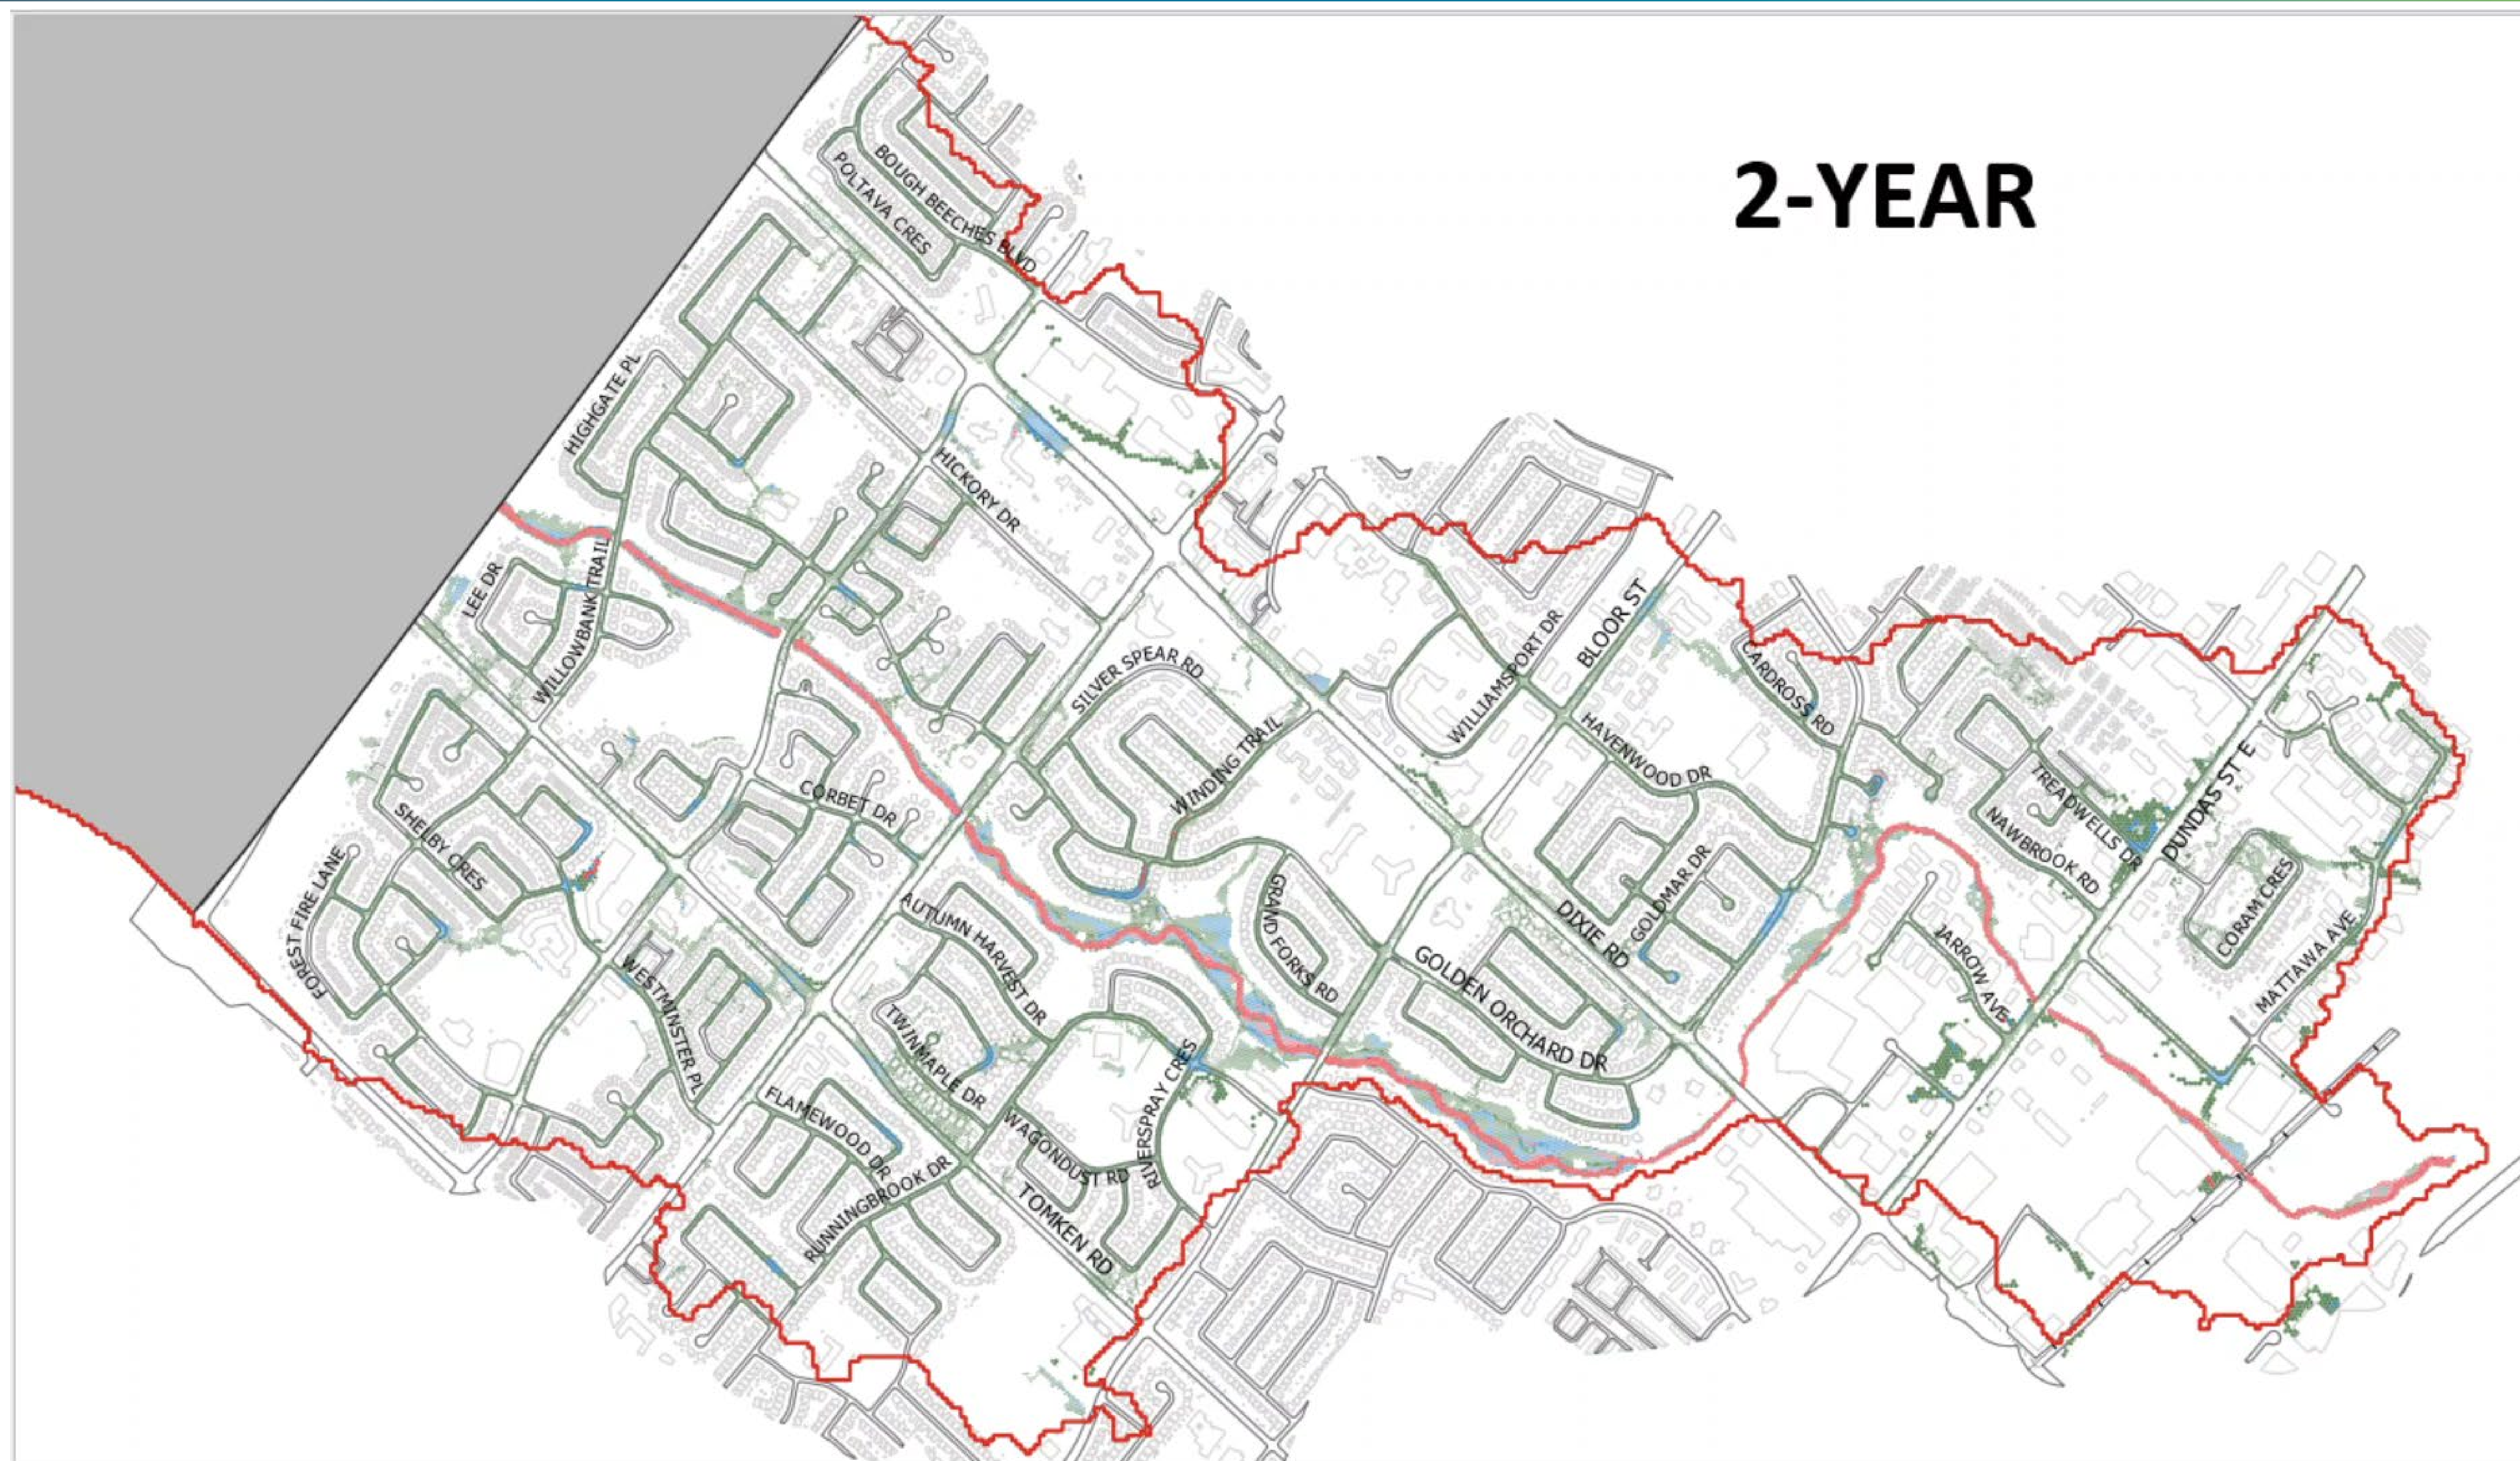 2-YEAR
BOUGH BEECHES BLVD
POLTAVA CRES
HIGHGATE PL
HICKORY DR
LEE DR
WILLOWBANK TRAIL
SILVER SPEAR RD
WILLIAMSPORT DR
BLOOR ST
CARDROSS RD
WINDING TRAIL
HAVENWOOD DR
CORBET DR
SHELBY CRES
TREADWELLS DR
DUNDAS ST E
NAWBROOK RD
FOREST FIRE LANE
AUTUMN HARVEST DR
GRAND FORKS RD
GOLDMAR DR
DIXIE RD
CORAM CRES
JARROW AVE
MATTAWA AVE
WESTMINSTER PL
GOLDEN ORCHARD DR
TWINMAPLE DR
FLAMEWOOD DR
WAGONDUST RD
RIVERSPRAY CRES
RUNNINGBROOK DR
TOMKEN RD